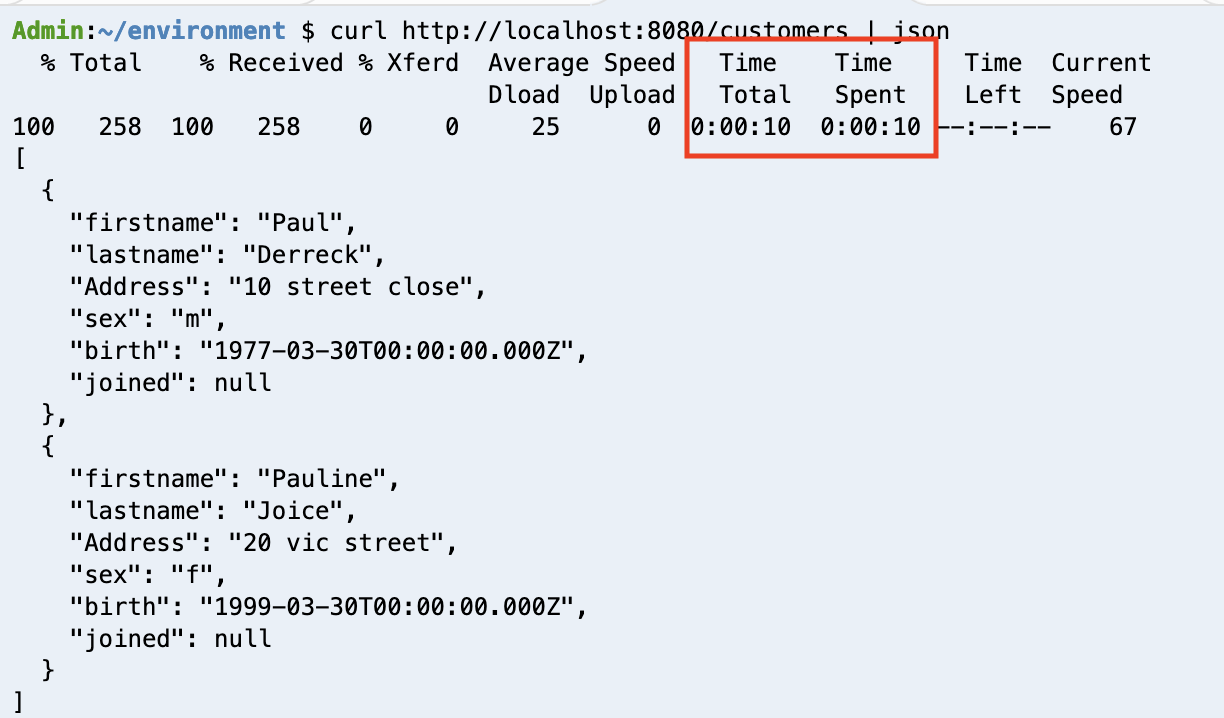 Admin:~/environment $ curl http://localhost:8080/customers | json
  % Total    % Received % Xferd  Average Speed   Time    Time     Time  Current
                                 Dload  Upload   Total   Spent    Left  Speed
100   258  100   258    0     0     25      0  0:00:10  0:00:10 --:--:--    67
[
  {
    "firstname": "Paul",
    "lastname": "Derreck",
    "Address": "10 street close",
    "sex": "m",
    "birth": "1977-03-30T00:00:00.000Z",
    "joined": null
  },
  {
    "firstname": "Pauline",
    "lastname": "Joice",
    "Address": "20 vic street",
    "sex": "f",
    "birth": "1999-03-30T00:00:00.000Z",
    "joined": null
  }
]